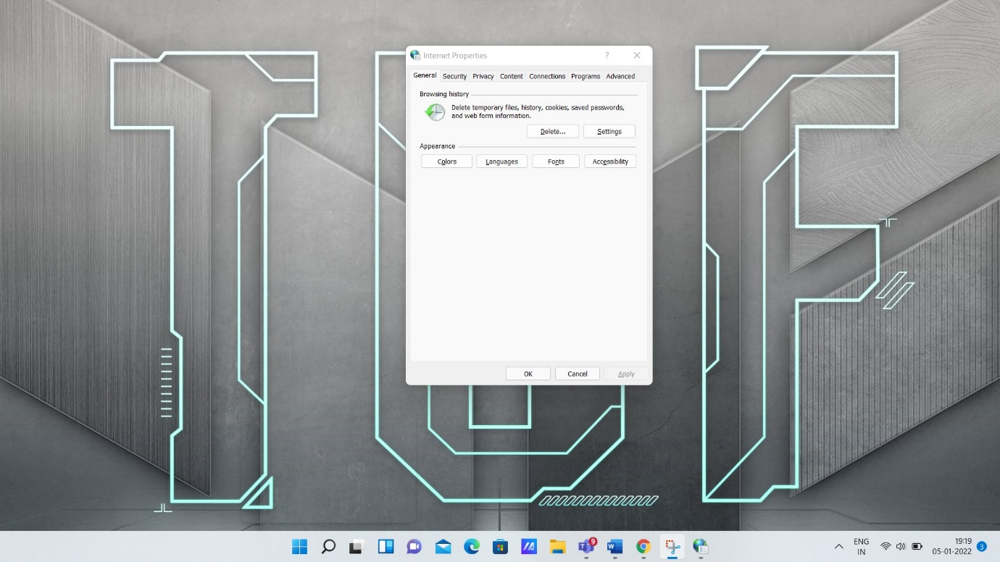 Internet Properties
?
General Security Privacy Content Connections Programs Advanced
Browsing history
Delete temporary files, history, cookies, saved passwords,
and web form information.
Delete... Settings
Appearance
Colors Languages Fonts Accessibility
OK Cancel Apply
TUF
9
W
ENG
IN
19:19
05-01-2022
3